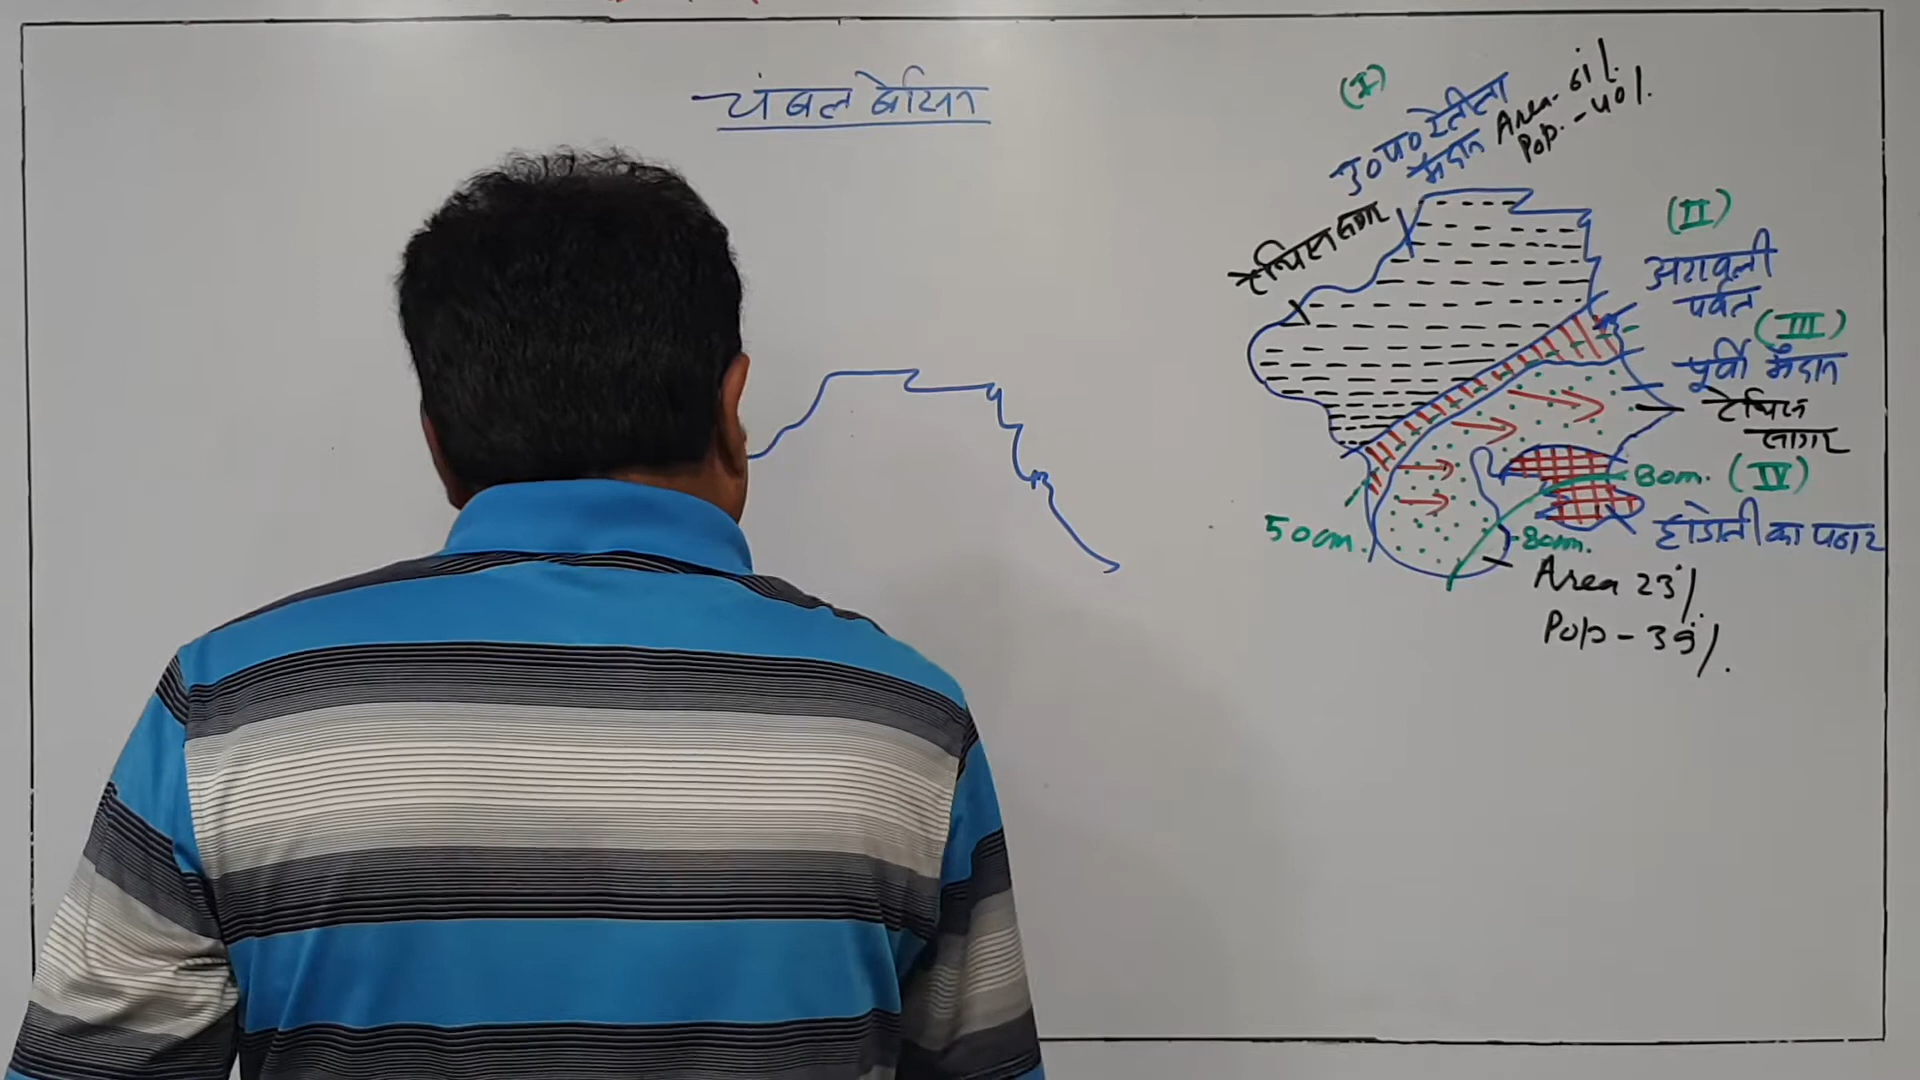 चंबल बेसिन
(I)
उ०प० रेतीला
मैदान
Area- 61%.
Pop. - 40%.
टेथिस सागर
(II)
अरावली
पर्वत
(III)
पूर्वी मैदान
टेथिस
सागर
80cm. (IV)
हाडोती का पठार
50cm.
80cm.
Area 23%.
Pop - 39%.